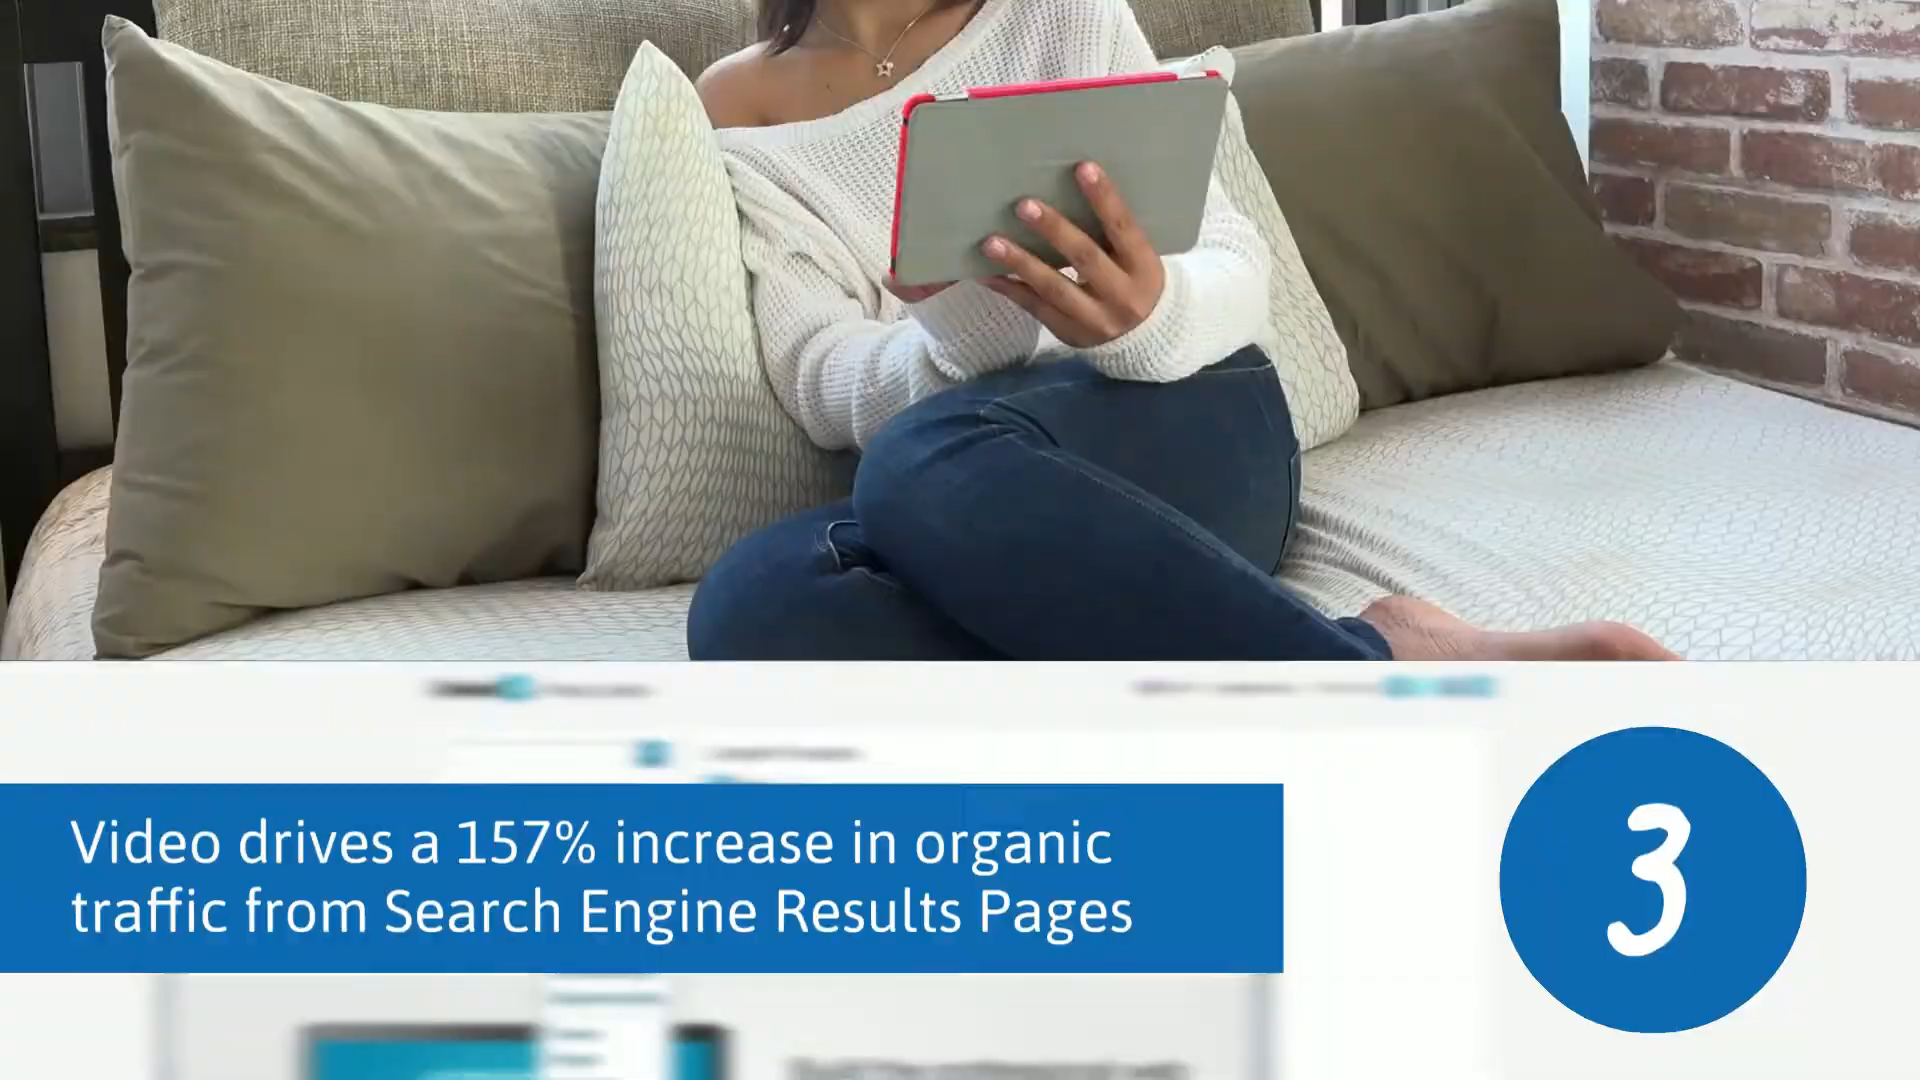 Video drives a 157% increase in organic
traffic from Search Engine Results Pages
3